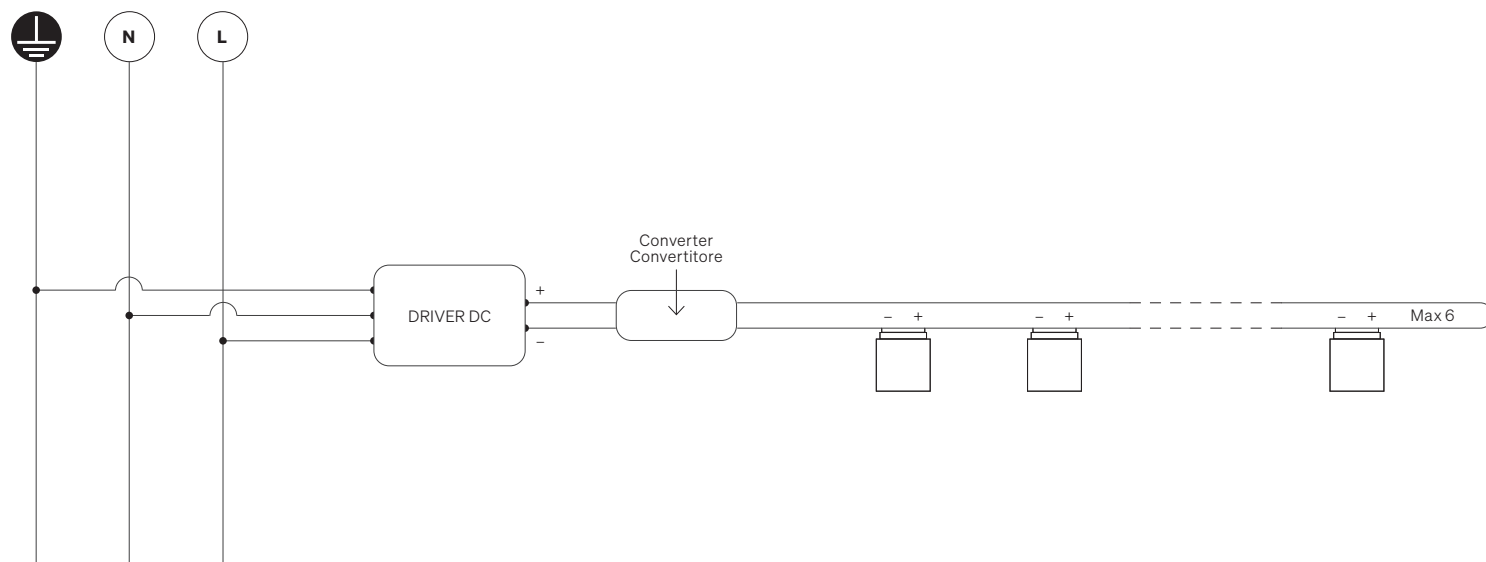 N
L
Converter
Convertitore
DRIVER DC
+
–
– +
– +
– +
Max 6